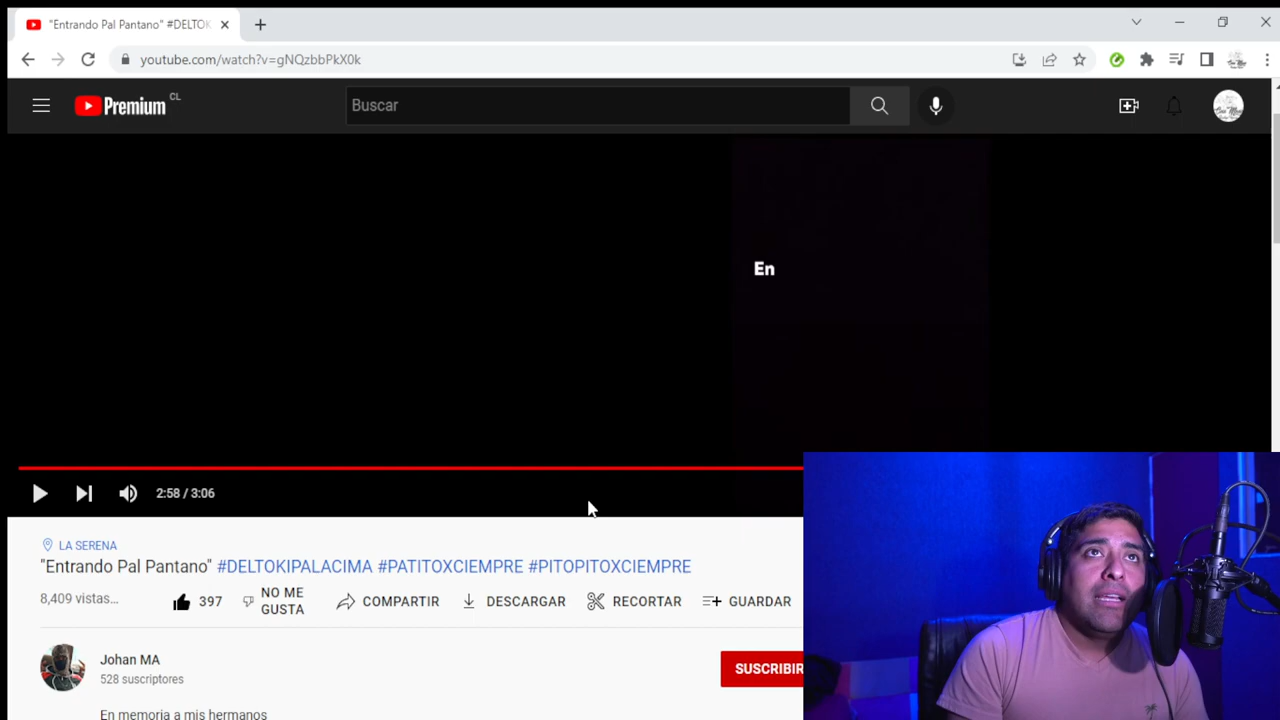 "Entrando Pal Pantano" #DELTOK
youtube.com/watch?v=gNQzbbPkX0k
Premium CL
Buscar
En
2:58 / 3:06
LA SERENA
"Entrando Pal Pantano" #DELTOKIPALACIMA #PATITOXCIEMPRE #PITOPITOXCIEMPRE
8,409 vistas...
397
NO ME
GUSTA
COMPARTIR
DESCARGAR
RECORTAR
GUARDAR
Johan MA
528 suscriptores
SUSCRIBIR
En memoria a mis hermanos